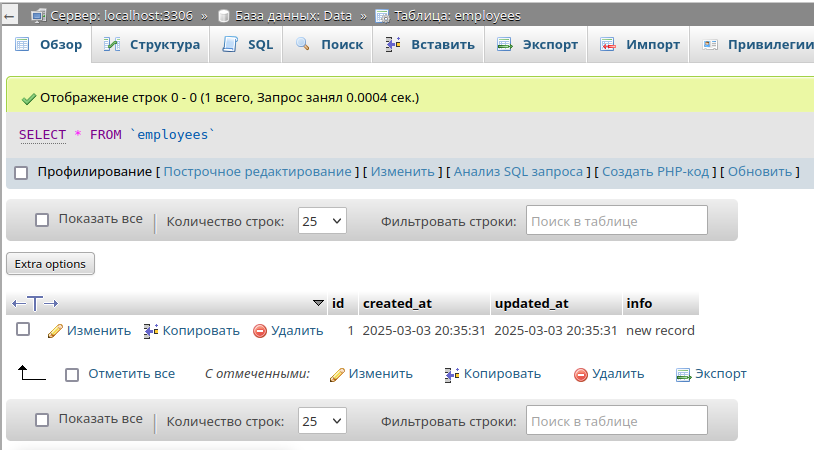 Сервер: localhost:3306 » База данных: Data » Таблица: employees
Обзор Структура SQL Поиск Вставить Экспорт Импорт Привилегии
Отображение строк 0 - 0 (1 всего, Запрос занял 0.0004 сек.)
SELECT * FROM `employees`
Профилирование [ Построчное редактирование ] [ Изменить ] [ Анализ SQL запроса ] [ Создать PHP-код ] [ Обновить ]
Показать все Количество строк: 25 Фильтровать строки: Поиск в таблице
Extra options
id created_at updated_at info
Изменить Копировать Удалить 1 2025-03-03 20:35:31 2025-03-03 20:35:31 new record
Отметить все С отмеченными: Изменить Копировать Удалить Экспорт
Показать все Количество строк: 25 Фильтровать строки: Поиск в таблице